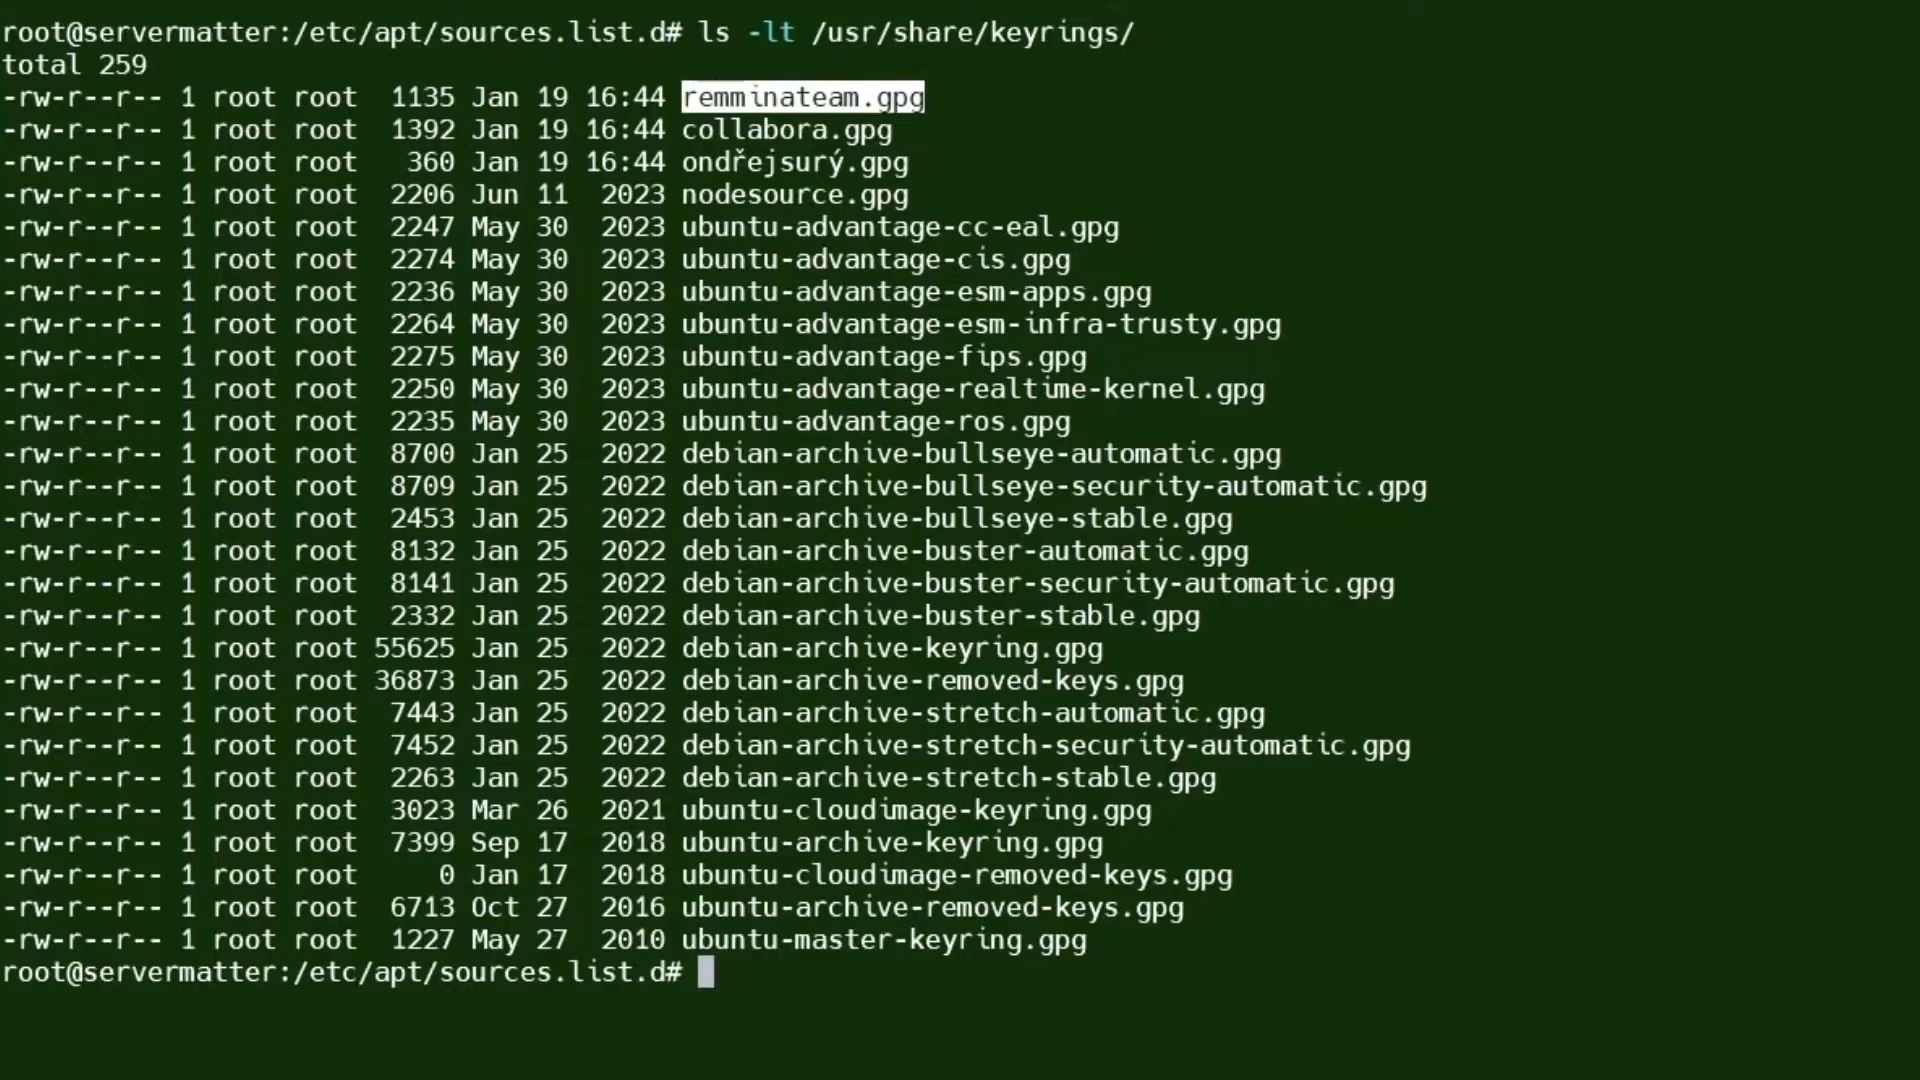 root@servermatter:/etc/apt/sources.list.d# ls -lt /usr/share/keyrings/
total 259
-rw-r--r-- 1 root root  1135 Jan 19 16:44 remminateam.gpg
-rw-r--r-- 1 root root  1392 Jan 19 16:44 collabora.gpg
-rw-r--r-- 1 root root   360 Jan 19 16:44 ondřejsurý.gpg
-rw-r--r-- 1 root root  2206 Jun 11  2023 nodesource.gpg
-rw-r--r-- 1 root root  2247 May 30  2023 ubuntu-advantage-cc-eal.gpg
-rw-r--r-- 1 root root  2274 May 30  2023 ubuntu-advantage-cis.gpg
-rw-r--r-- 1 root root  2236 May 30  2023 ubuntu-advantage-esm-apps.gpg
-rw-r--r-- 1 root root  2264 May 30  2023 ubuntu-advantage-esm-infra-trusty.gpg
-rw-r--r-- 1 root root  2275 May 30  2023 ubuntu-advantage-fips.gpg
-rw-r--r-- 1 root root  2250 May 30  2023 ubuntu-advantage-realtime-kernel.gpg
-rw-r--r-- 1 root root  2235 May 30  2023 ubuntu-advantage-ros.gpg
-rw-r--r-- 1 root root  8700 Jan 25  2022 debian-archive-bullseye-automatic.gpg
-rw-r--r-- 1 root root  8709 Jan 25  2022 debian-archive-bullseye-security-automatic.gpg
-rw-r--r-- 1 root root  2453 Jan 25  2022 debian-archive-bullseye-stable.gpg
-rw-r--r-- 1 root root  8132 Jan 25  2022 debian-archive-buster-automatic.gpg
-rw-r--r-- 1 root root  8141 Jan 25  2022 debian-archive-buster-security-automatic.gpg
-rw-r--r-- 1 root root  2332 Jan 25  2022 debian-archive-buster-stable.gpg
-rw-r--r-- 1 root root 55625 Jan 25  2022 debian-archive-keyring.gpg
-rw-r--r-- 1 root root 36873 Jan 25  2022 debian-archive-removed-keys.gpg
-rw-r--r-- 1 root root  7443 Jan 25  2022 debian-archive-stretch-automatic.gpg
-rw-r--r-- 1 root root  7452 Jan 25  2022 debian-archive-stretch-security-automatic.gpg
-rw-r--r-- 1 root root  2263 Jan 25  2022 debian-archive-stretch-stable.gpg
-rw-r--r-- 1 root root  3023 Mar 26  2021 ubuntu-cloudimage-keyring.gpg
-rw-r--r-- 1 root root  7399 Sep 17  2018 ubuntu-archive-keyring.gpg
-rw-r--r-- 1 root root     0 Jan 17  2018 ubuntu-cloudimage-removed-keys.gpg
-rw-r--r-- 1 root root  6713 Oct 27  2016 ubuntu-archive-removed-keys.gpg
-rw-r--r-- 1 root root  1227 May 27  2010 ubuntu-master-keyring.gpg
root@servermatter:/etc/apt/sources.list.d#